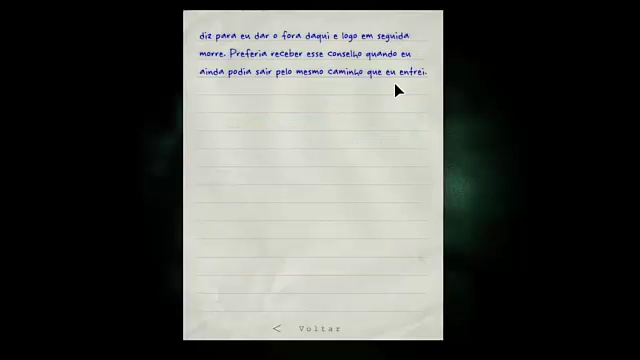 diz para eu dar o fora daqui e logo em seguida
morre. Preferia receber esse conselho quando eu
ainda podia sair pelo mesmo caminho que eu entrei.
< Voltar